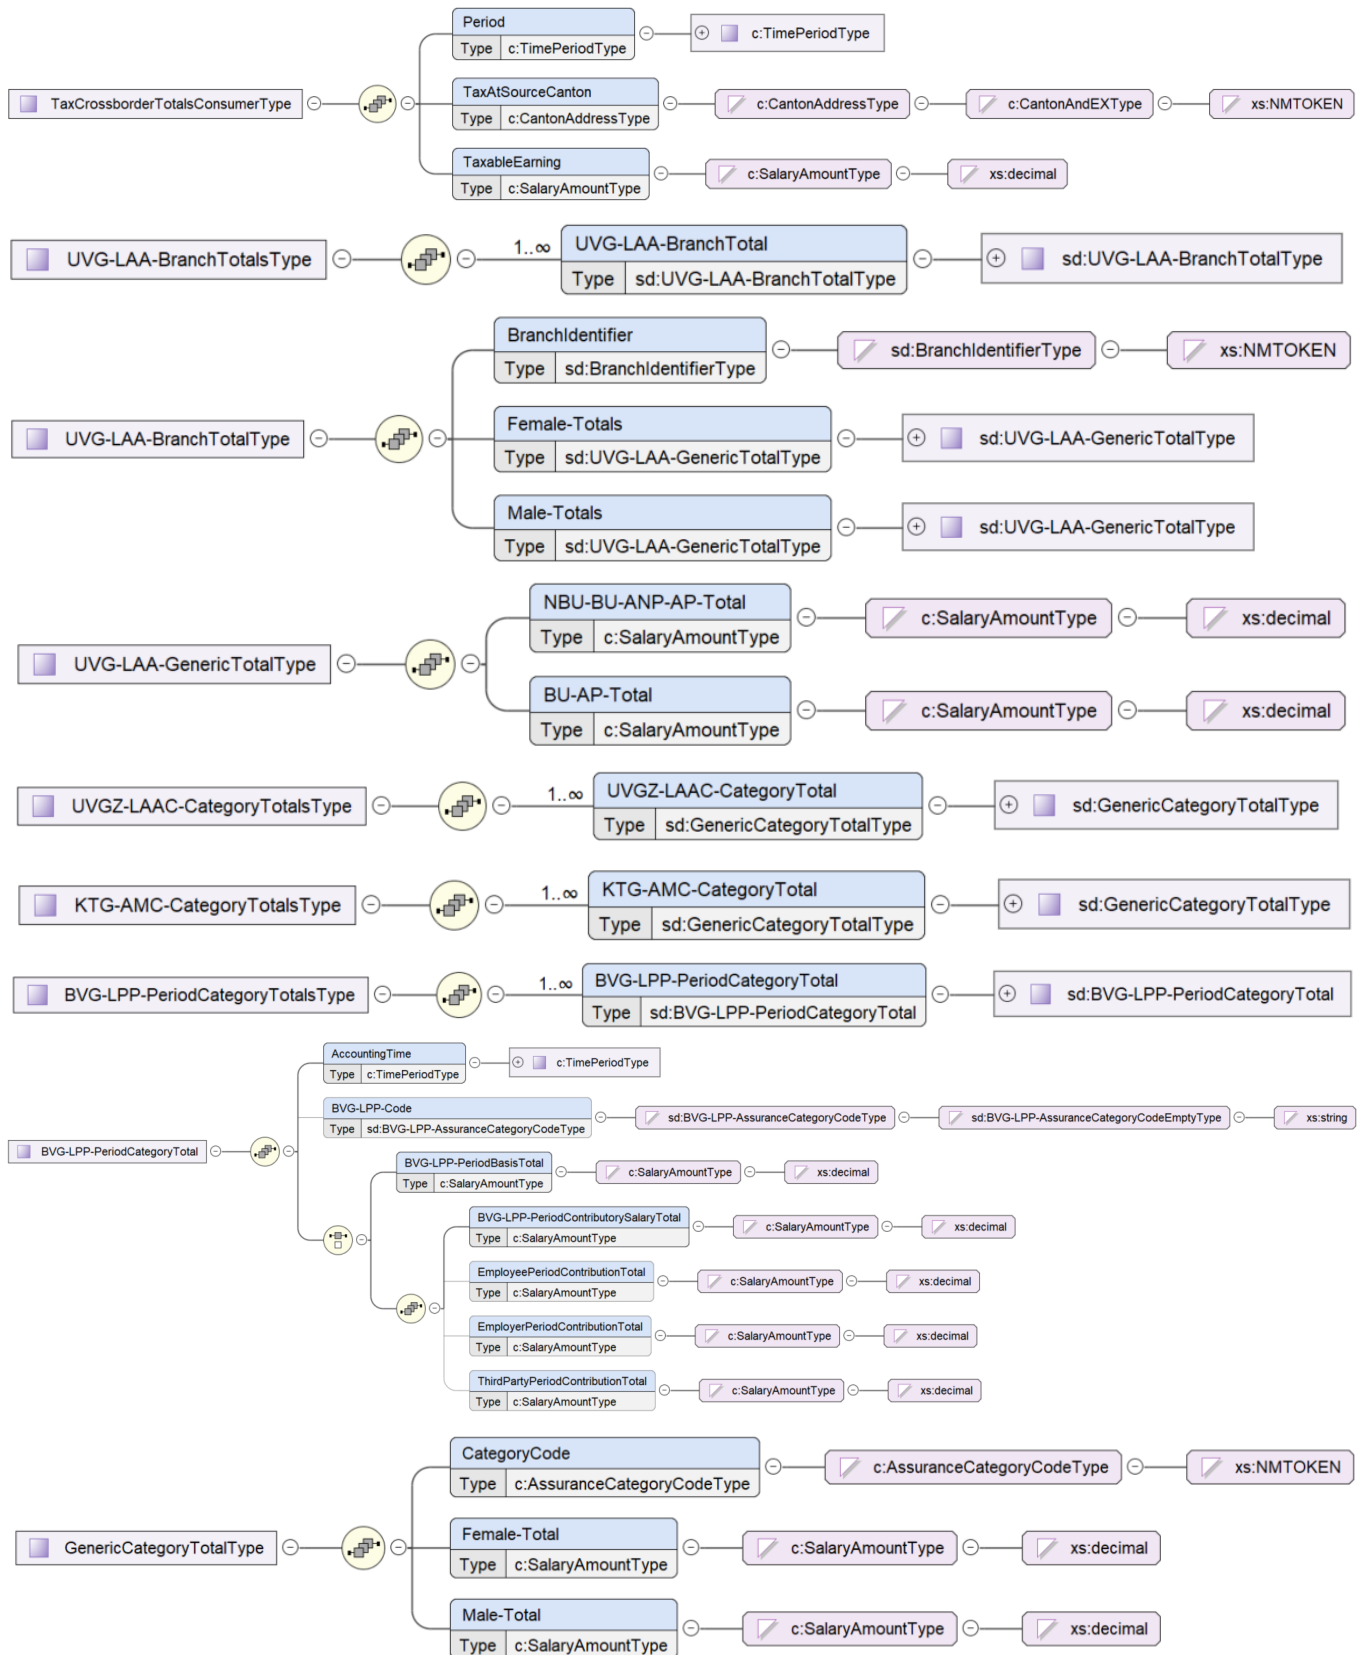 Period
Type c:TimePeriodType
c:TimePeriodType
TaxCrossborderTotalsConsumerType
TaxAtSourceCanton
Type c:CantonAddressType
c:CantonAddressType
c:CantonAndEXType
xs:NMTOKEN
TaxableEarning
Type c:SalaryAmountType
c:SalaryAmountType
xs:decimal
UVG-LAA-BranchTotalsType
1..∞
UVG-LAA-BranchTotal
Type sd:UVG-LAA-BranchTotalType
sd:UVG-LAA-BranchTotalType
BranchIdentifier
Type sd:BranchIdentifierType
sd:BranchIdentifierType
xs:NMTOKEN
UVG-LAA-BranchTotalType
Female-Totals
Type sd:UVG-LAA-GenericTotalType
sd:UVG-LAA-GenericTotalType
Male-Totals
Type sd:UVG-LAA-GenericTotalType
sd:UVG-LAA-GenericTotalType
UVG-LAA-GenericTotalType
NBU-BU-ANP-AP-Total
Type c:SalaryAmountType
c:SalaryAmountType
xs:decimal
BU-AP-Total
Type c:SalaryAmountType
c:SalaryAmountType
xs:decimal
UVGZ-LAAC-CategoryTotalsType
1..∞
UVGZ-LAAC-CategoryTotal
Type sd:GenericCategoryTotalType
sd:GenericCategoryTotalType
KTG-AMC-CategoryTotalsType
1..∞
KTG-AMC-CategoryTotal
Type sd:GenericCategoryTotalType
sd:GenericCategoryTotalType
BVG-LPP-PeriodCategoryTotalsType
1..∞
BVG-LPP-PeriodCategoryTotal
Type sd:BVG-LPP-PeriodCategoryTotal
sd:BVG-LPP-PeriodCategoryTotal
AccountingTime
Type c:TimePeriodType
c:TimePeriodType
BVG-LPP-Code
Type sd:BVG-LPP-AssuranceCategoryCodeType
sd:BVG-LPP-AssuranceCategoryCodeType
sd:BVG-LPP-AssuranceCategoryCodeEmptyType
xs:string
BVG-LPP-PeriodCategoryTotal
BVG-LPP-PeriodBasisTotal
Type c:SalaryAmountType
c:SalaryAmountType
xs:decimal
BVG-LPP-PeriodContributorySalaryTotal
Type c:SalaryAmountType
c:SalaryAmountType
xs:decimal
EmployeePeriodContributionTotal
Type c:SalaryAmountType
c:SalaryAmountType
xs:decimal
EmployerPeriodContributionTotal
Type c:SalaryAmountType
c:SalaryAmountType
xs:decimal
ThirdPartyPeriodContributionTotal
Type c:SalaryAmountType
c:SalaryAmountType
xs:decimal
CategoryCode
Type c:AssuranceCategoryCodeType
c:AssuranceCategoryCodeType
xs:NMTOKEN
GenericCategoryTotalType
Female-Total
Type c:SalaryAmountType
c:SalaryAmountType
xs:decimal
Male-Total
Type c:SalaryAmountType
c:SalaryAmountType
xs:decimal